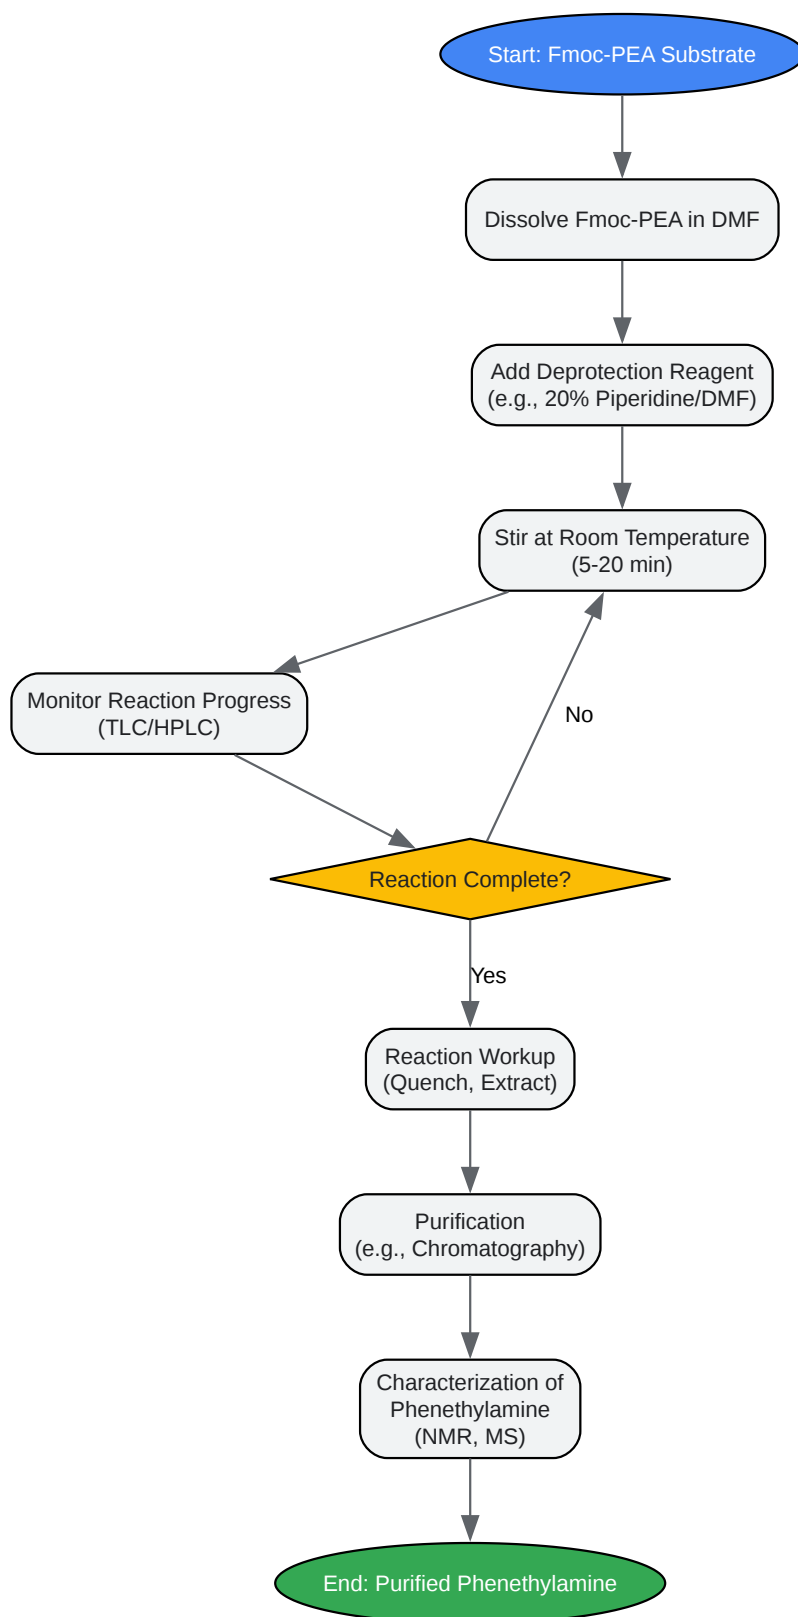 Start: Fmoc-PEA Substrate
Dissolve Fmoc-PEA in DMF
Add Deprotection Reagent
(e.g., 20% Piperidine/DMF)
Stir at Room Temperature
(5-20 min)
Monitor Reaction Progress
(TLC/HPLC)
No
Reaction Complete?
Yes
Reaction Workup
(Quench, Extract)
Purification
(e.g., Chromatography)
Characterization of
Phenethylamine
(NMR, MS)
End: Purified Phenethylamine